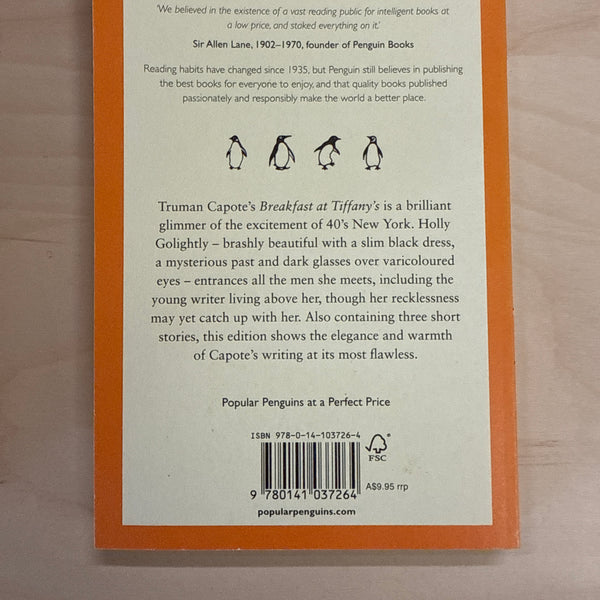 ‘We believed in the existence of a vast reading public for intelligent books at
a low price, and staked everything on it.’
Sir Allen Lane, 1902–1970, founder of Penguin Books
Reading habits have changed since 1935, but Penguin still believes in publishing
the best books for everyone to enjoy, and that quality books published
passionately and responsibly make the world a better place.
Truman Capote’s Breakfast at Tiffany’s is a brilliant
glimmer of the excitement of 40’s New York. Holly
Golightly – brashly beautiful with a slim black dress,
a mysterious past and dark glasses over varicoloured
eyes – entrances all the men she meets, including the
young writer living above her, though her recklessness
may yet catch up with her. Also containing three short
stories, this edition shows the elegance and warmth
of Capote’s writing at its most flawless.
Popular Penguins at a Perfect Price
ISBN 978-0-14-103726-4
FSC®
A$9.95 rrp
9 780141 037264
popularpenguins.com